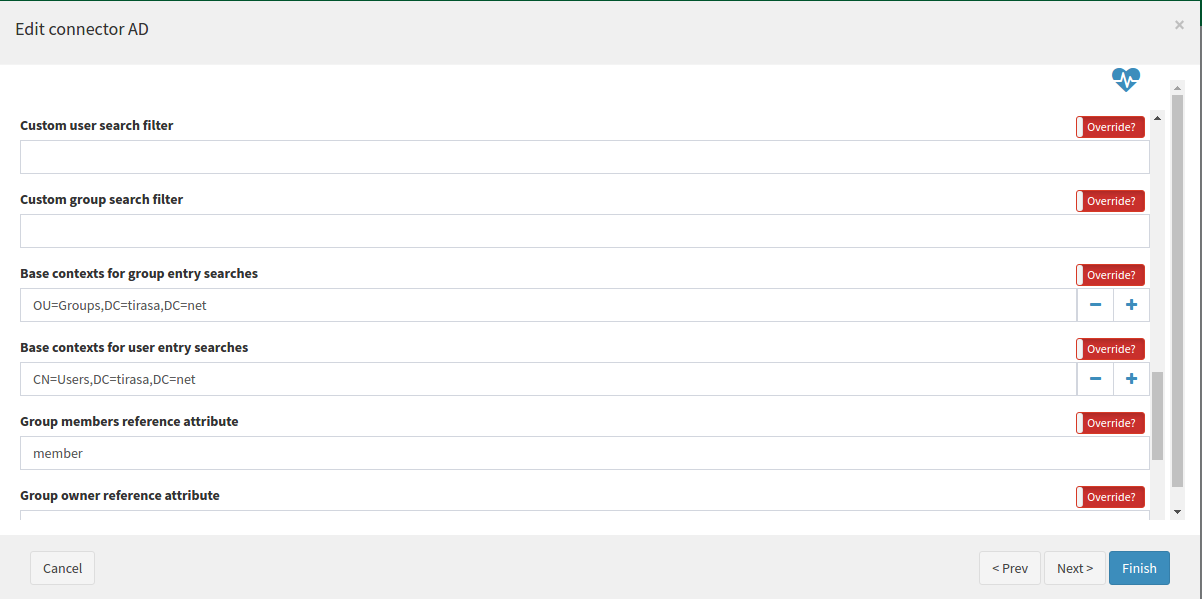 Edit connector AD
×
Custom user search filter
Override?
Custom group search filter
Override?
Base contexts for group entry searches
Override?
OU=Groups,DC=tirasa,DC=net
Base contexts for user entry searches
Override?
CN=Users,DC=tirasa,DC=net
Group members reference attribute
Override?
member
Group owner reference attribute
Override?
Cancel
< Prev
Next >
Finish